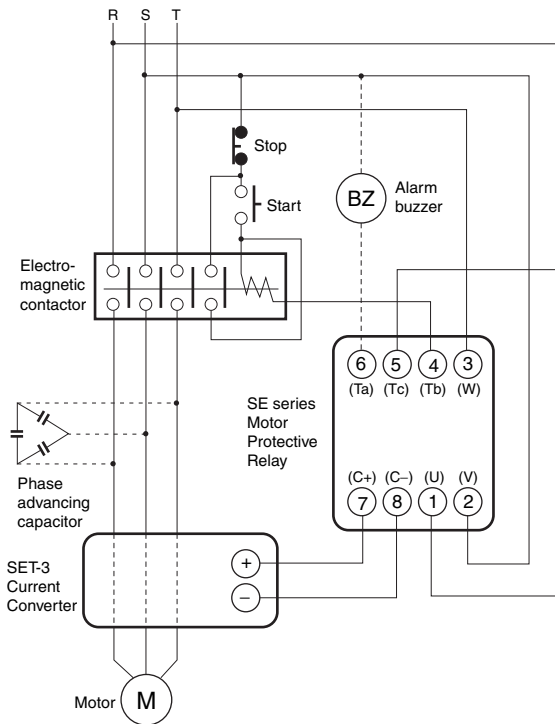 R S T
Stop
Start
BZ
Alarm
buzzer
Electro-
magnetic
contactor
6 5 4 3
(Ta) (Tc) (Tb) (W)
SE series
Motor
Protective
Relay
(C+) (C−) (U) (V)
7 8 1 2
Phase
advancing
capacitor
SET-3
Current
Converter
+
−
Motor
M